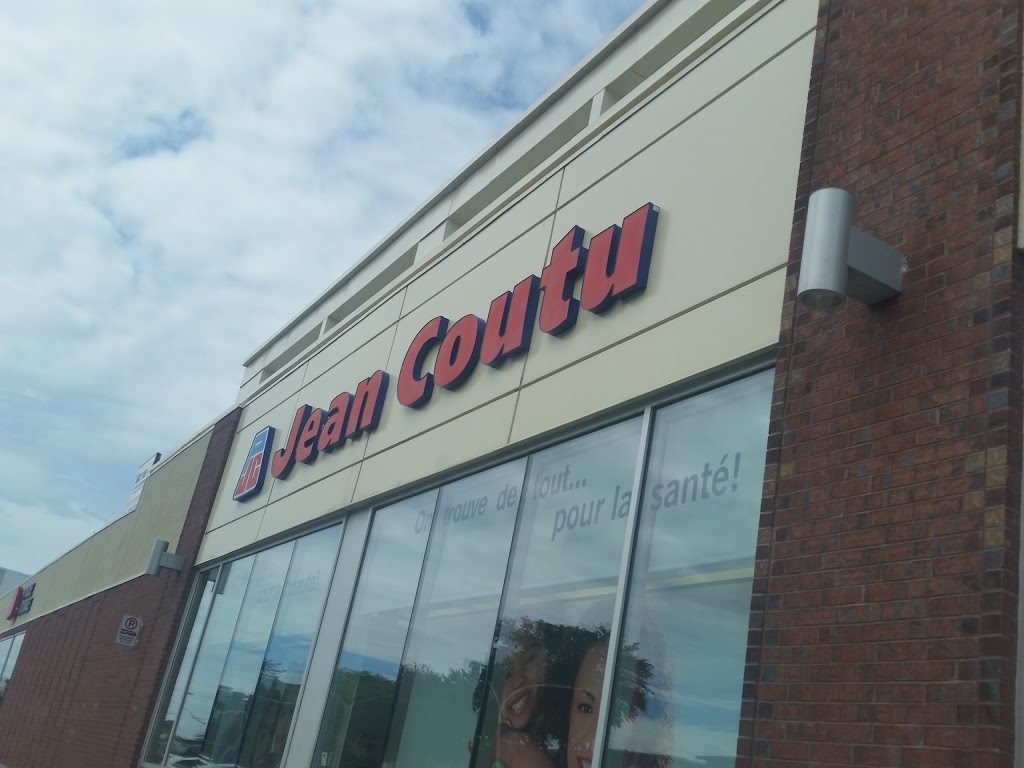 Jean Coutu
On trouve de tout...
pour la santé!